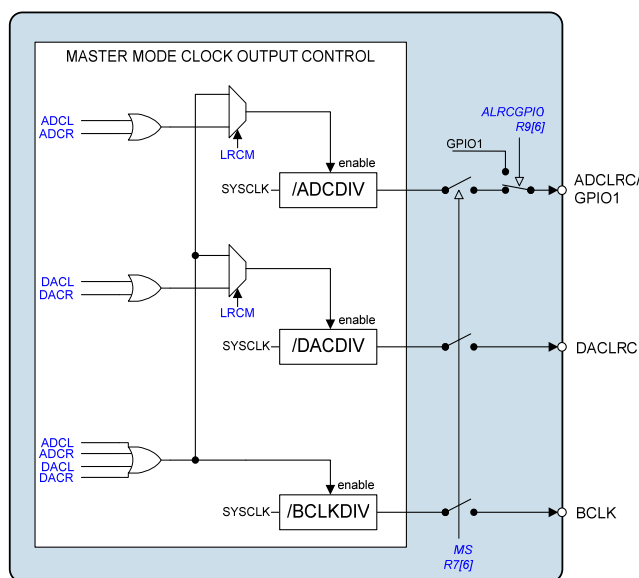 MASTER MODE CLOCK OUTPUT CONTROL
ADCL
ADCR
LRCM
enable
SYSCLK
/ADCDIV
ALRCGPIO
R9[6]
GPIO1
ADCLRC/
GPIO1
DACL
DACR
LRCM
enable
SYSCLK
/DACDIV
DACLRC
ADCL
ADCR
DACL
DACR
enable
SYSCLK
/BCLKDIV
BCLK
MS
R7[6]